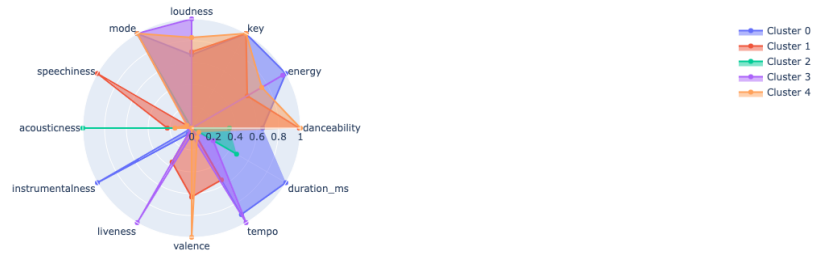 loudness
mode
key
speechiness
energy
acousticness
0 0.2 0.4 0.6 0.8 1
danceability
instrumentalness
duration_ms
liveness
tempo
valence
Cluster 0
Cluster 1
Cluster 2
Cluster 3
Cluster 4